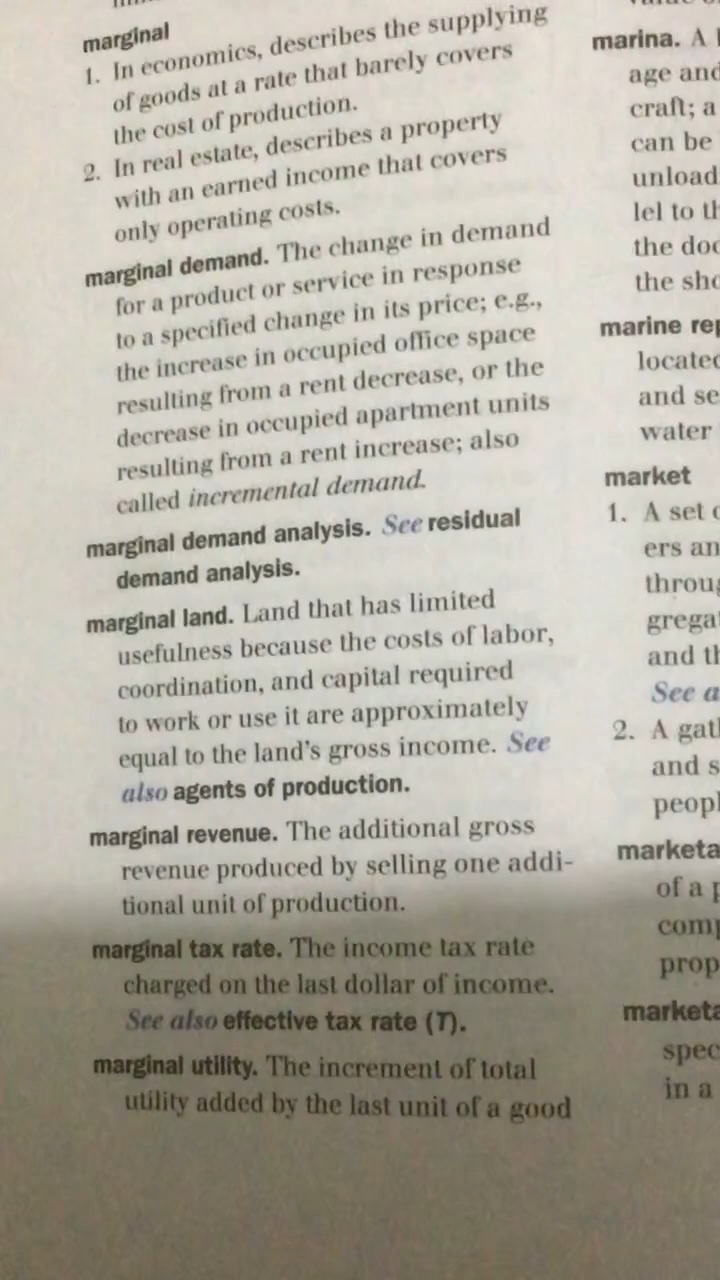 marginal
1. In economics, describes the supplying
of goods at a rate that barely covers
the cost of production.
2. In real estate, describes a property
with an earned income that covers
only operating costs.
marginal demand. The change in demand
for a product or service in response
to a specified change in its price; e.g.,
the increase in occupied office space
resulting from a rent decrease, or the
decrease in occupied apartment units
resulting from a rent increase; also
called incremental demand.
marginal demand analysis. See residual
demand analysis.
marginal land. Land that has limited
usefulness because the costs of labor,
coordination, and capital required
to work or use it are approximately
equal to the land's gross income. See
also agents of production.
marginal revenue. The additional gross
revenue produced by selling one addi-
tional unit of production.
marginal tax rate. The income tax rate
charged on the last dollar of income.
See also effective tax rate (T).
marginal utility. The increment of total
utility added by the last unit of a good
marina. A
age and
craft; a
can be
unload
lel to
the
the
marine
located
and se
water
market
1. A set
ers an
throug
grega
and
See a
2. A
and s
peopl
marketa
of a
com
prop
marketa
spec
in a